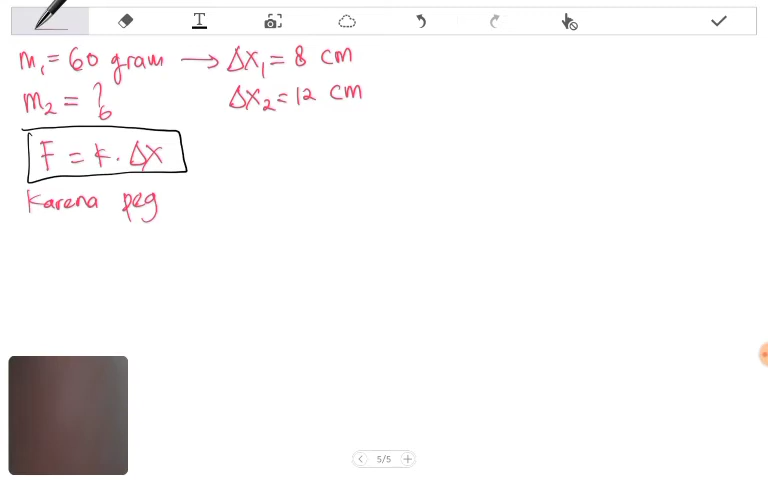 m₁ = 60 gram → Δx₁ = 8 cm
m₂ = ? Δx₂ = 12 cm
F = k . Δx
Karena peg
5/5